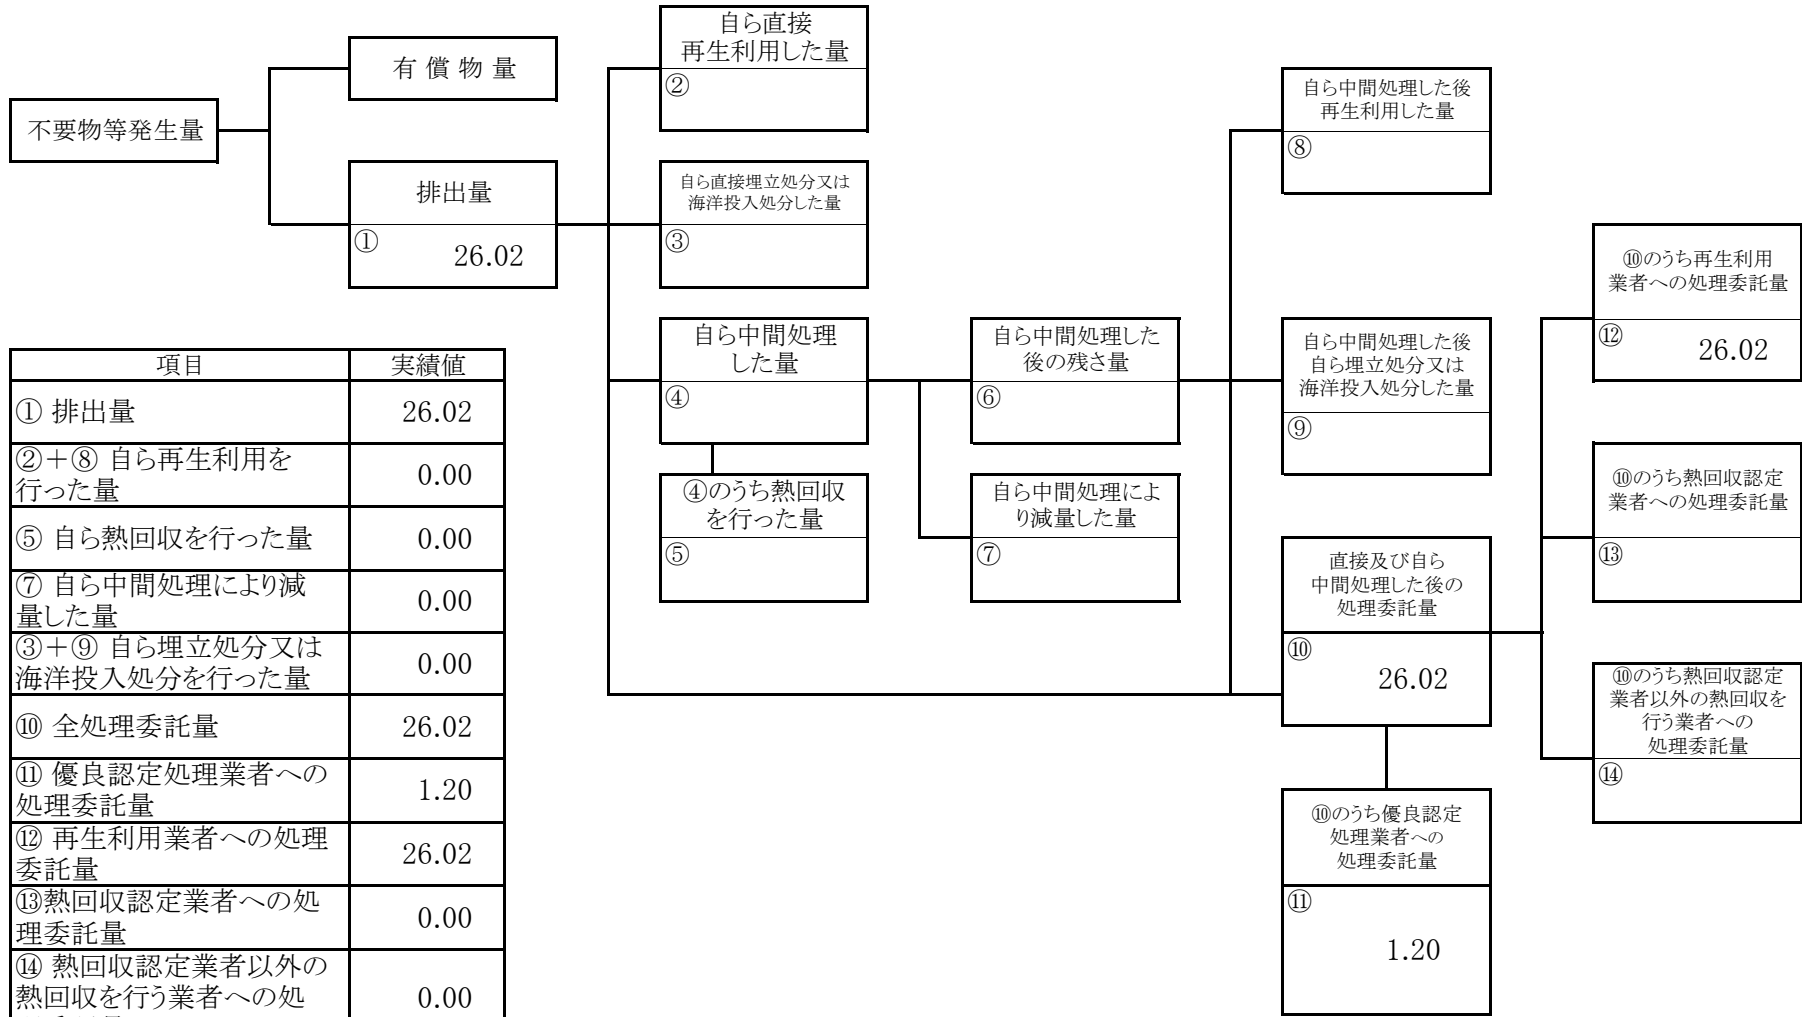 不要物等発生量
有 償 物 量
排出量
①
26.02
自ら直接
再生利用した量
②
自ら直接埋立処分又は
海洋投入処分した量
③
自ら中間処理
した量
④
④のうち熱回収
を行った量
⑤
自ら中間処理した
後の残さ量
⑥
自ら中間処理によ
り減量した量
⑦
自ら中間処理した後
再生利用した量
⑧
自ら中間処理した後
自ら埋立処分又は
海洋投入処分した量
⑨
直接及び自ら
中間処理した後の
処理委託量
⑩
26.02
⑩のうち優良認定
処理業者への
処理委託量
⑪
1.20
⑩のうち再生利用
業者への処理委託量
⑫
26.02
⑩のうち熱回収認定
業者への処理委託量
⑬
⑩のうち熱回収認定
業者以外の熱回収を
行う業者への
処理委託量
⑭
項目 実績値
① 排出量 26.02
②＋⑧ 自ら再生利用を
行った量 0.00
⑤ 自ら熱回収を行った量 0.00
⑦ 自ら中間処理により減
量した量 0.00
③＋⑨ 自ら埋立処分又は
海洋投入処分を行った量 0.00
⑩ 全処理委託量 26.02
⑪ 優良認定処理業者への
処理委託量 1.20
⑫ 再生利用業者への処理
委託量 26.02
⑬熱回収認定業者への処
理委託量 0.00
⑭ 熱回収認定業者以外の
熱回収を行う業者への処 0.00